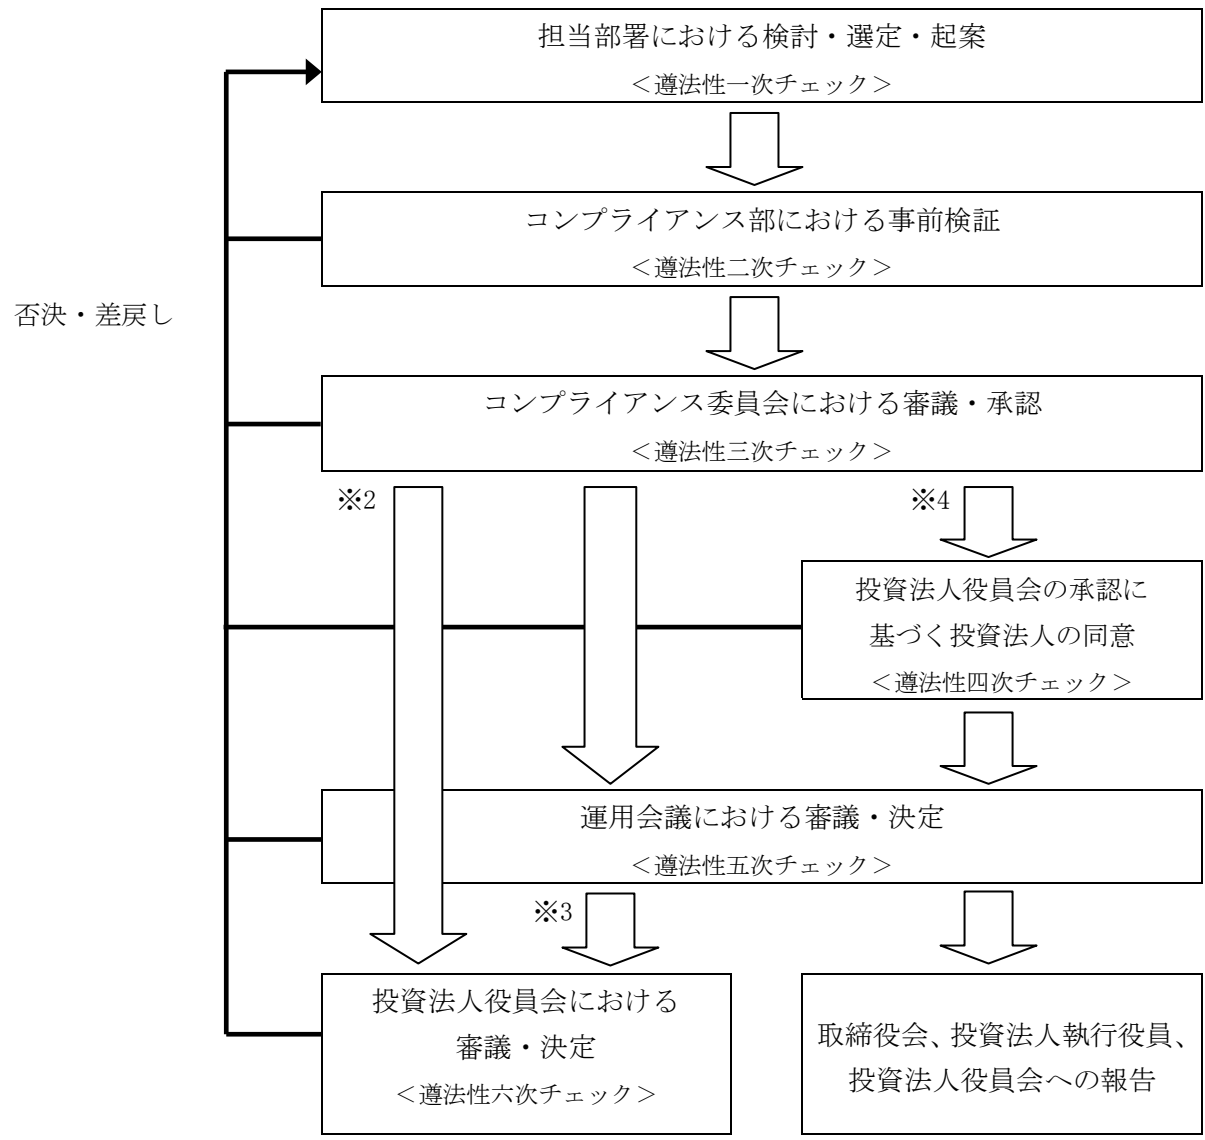 担当部署における検討・選定・起案
＜遵法性一次チェック＞
コンプライアンス部における事前検証
＜遵法性二次チェック＞
否決・差戻し
コンプライアンス委員会における審議・承認
＜遵法性三次チェック＞
※2
※4
投資法人役員会の承認に
基づく投資法人の同意
＜遵法性四次チェック＞
運用会議における審議・決定
＜遵法性五次チェック＞
※3
投資法人役員会における
審議・決定
＜遵法性六次チェック＞
取締役会、投資法人執行役員、
投資法人役員会への報告